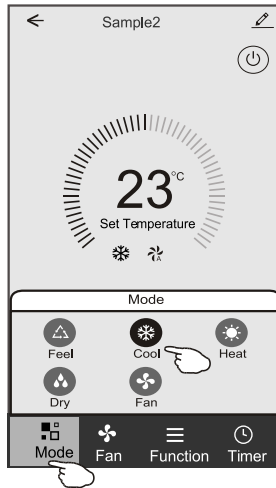 Sample2
23°C
Set Temperature
A
Mode
Feel Cool Heat
Dry Fan
Mode Fan Function Timer